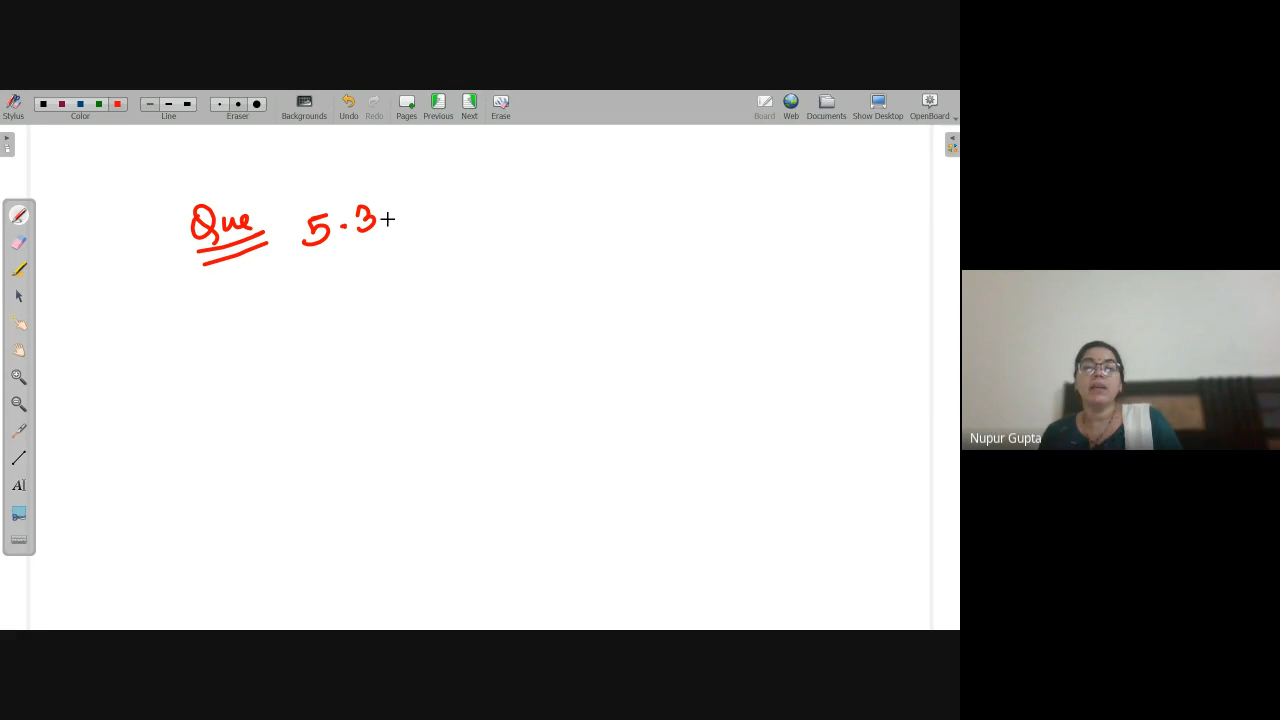 Stylus Color Line Eraser Backgrounds Undo Redo Pages Previous Next Erase Board Web Documents Show Desktop OpenBoard
Que 5.3
Nupur Gupta